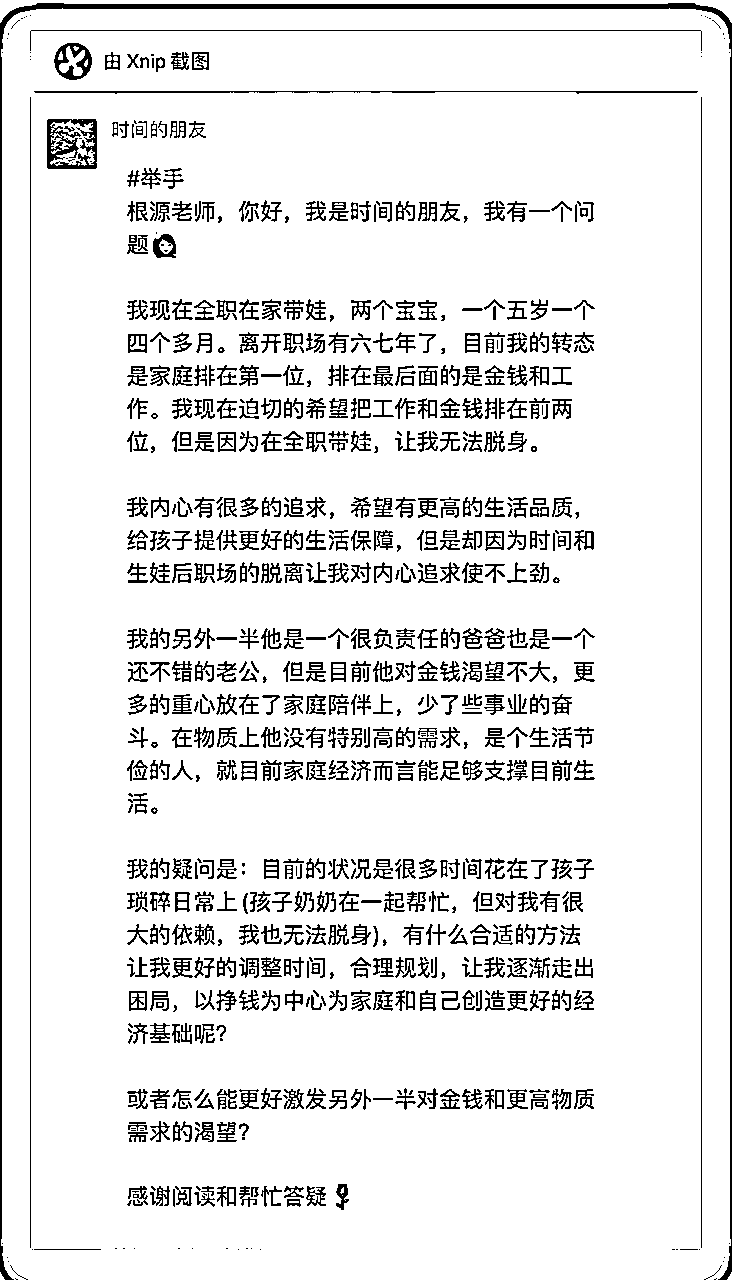 由 Xnip 截图
时间的朋友
#举手
根源老师，你好，我是时间的朋友，我有一个问
题
我现在全职在家带娃，两个宝宝，一个五岁一个
四个多月。离开职场有六七年了，目前我的转态
是家庭排在第一位，排在最后面的是金钱和工
作。我现在迫切的希望把工作和金钱排在前两
位，但是因为在全职带娃，让我无法脱身。
我内心有很多的追求，希望有更高的生活品质，
给孩子提供更好的生活保障，但是却因为时间和
生娃后职场的脱离让我对内心追求使不上劲。
我的另外一半他是一个很负责任的爸爸也是一个
还不错的老公，但是目前他对金钱渴望不大，更
多的重心放在了家庭陪伴上，少了些事业的奋
斗。在物质上他没有特别高的需求，是个生活节
俭的人，就目前家庭经济而言能足够支撑目前生
活。
我的疑问是：目前的状况是很多时间花在了孩子
琐碎日常上(孩子奶奶在一起帮忙，但对我有很
大的依赖，我也无法脱身)，有什么合适的方法
让我更好的调整时间，合理规划，让我逐渐走出
困局，以挣钱为中心为家庭和自己创造更好的经
济基础呢?
或者怎么能更好激发另外一半对金钱和更高物质
需求的渴望?
感谢阅读和帮忙答疑